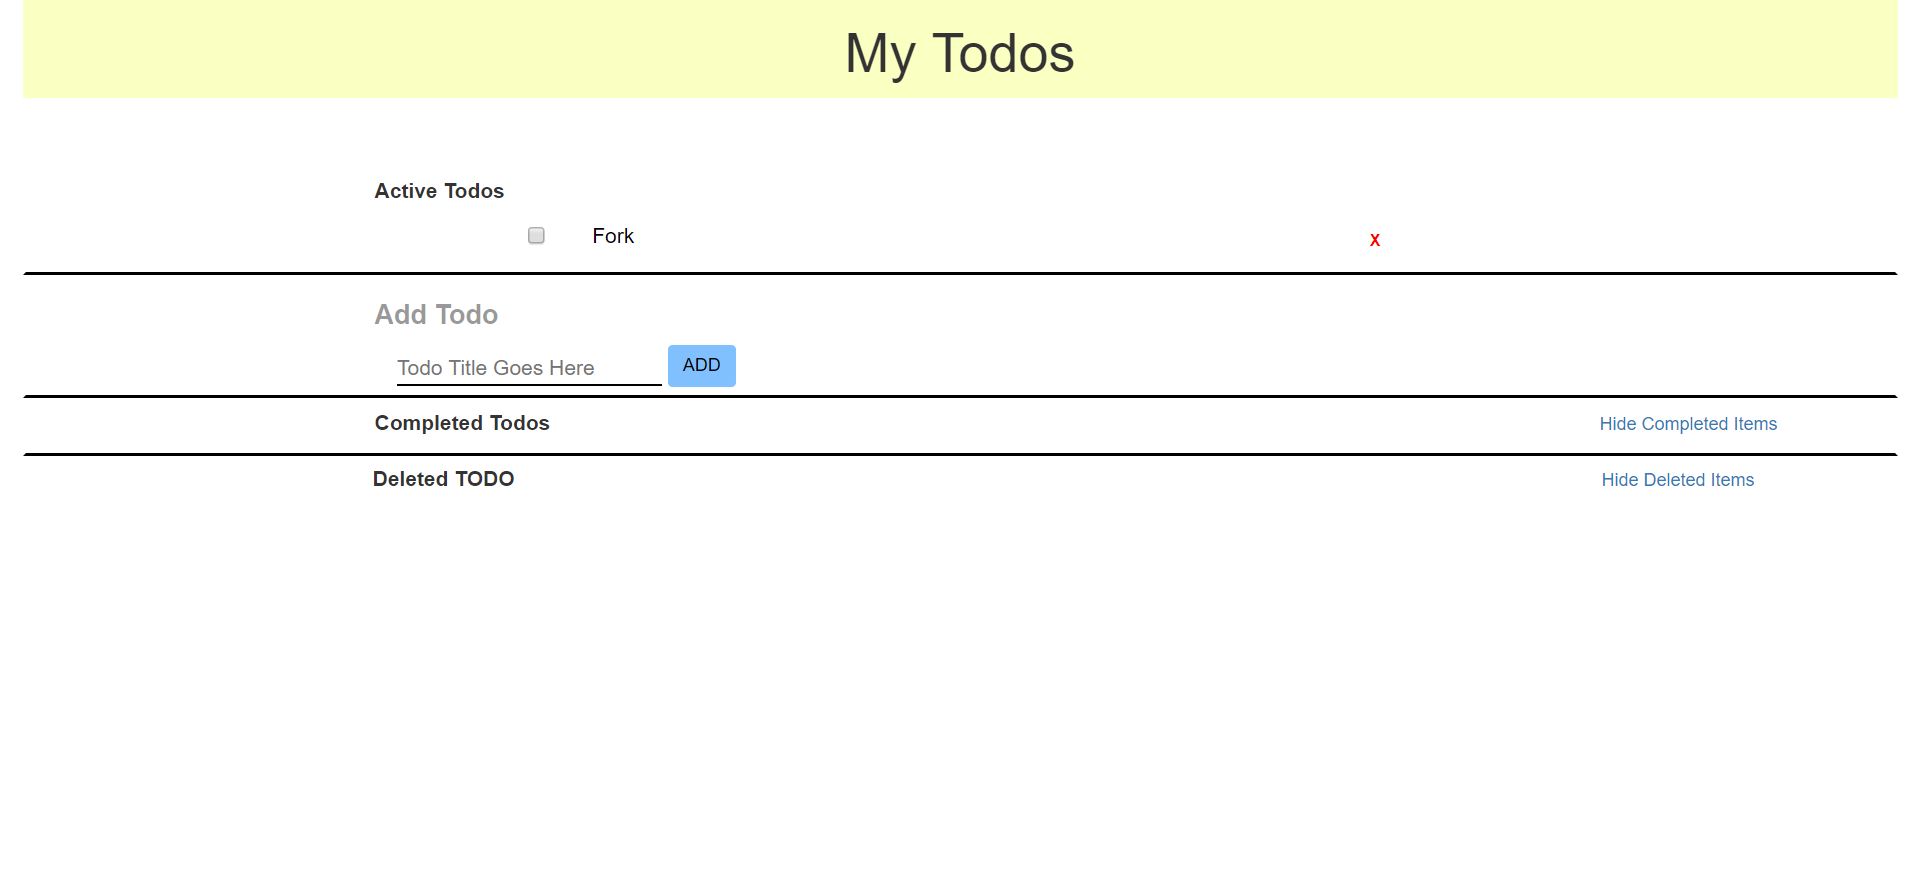 My Todos
Active Todos
Fork x
Add Todo
Todo Title Goes Here ADD
Completed Todos Hide Completed Items
Deleted TODO Hide Deleted Items